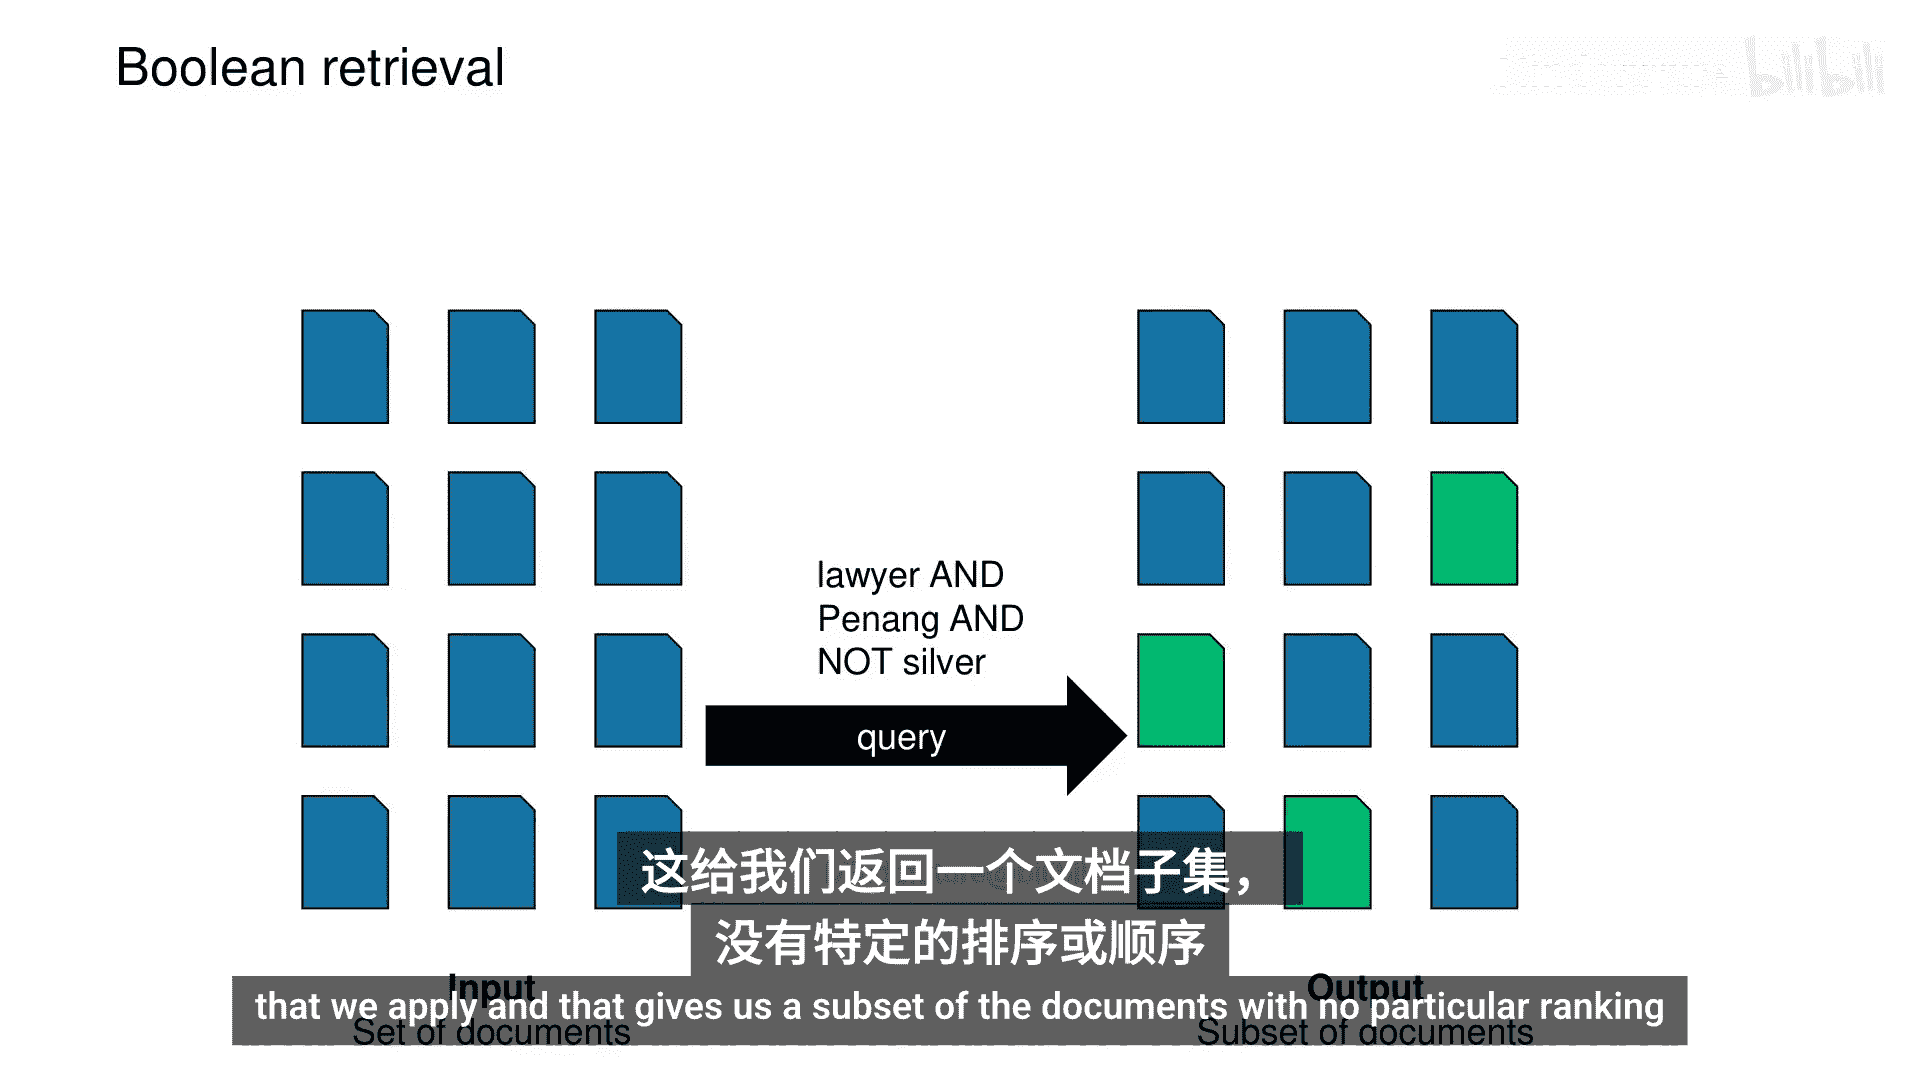 Boolean retrieval
bilibili
lawyer AND
Penang AND
NOT silver
query
这给我们返回一个文档子集，
没有特定的排序或顺序
Input
Output
that we apply and that gives us a subset of the documents with no particular ranking
Set of documents
Subset of documents